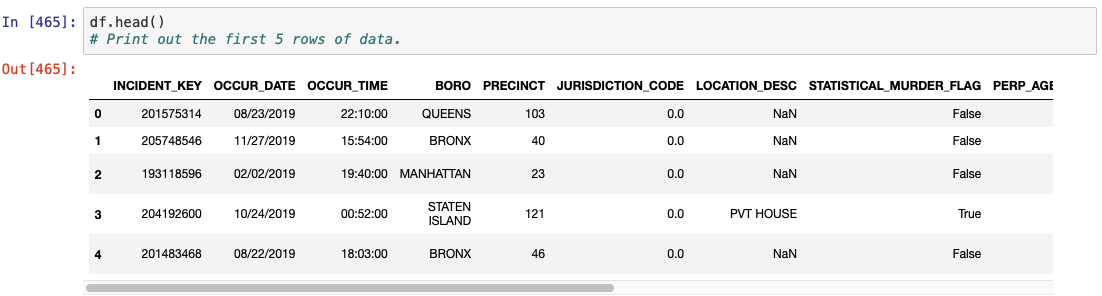 In [465]: df.head()
# Print out the first 5 rows of data.
Out[465]:
INCIDENT_KEY OCCUR_DATE OCCUR_TIME BORO PRECINCT JURISDICTION_CODE LOCATION_DESC STATISTICAL_MURDER_FLAG PERP_AGE
0 201575314 08/23/2019 22:10:00 QUEENS 103 0.0 NaN False
1 205748546 11/27/2019 15:54:00 BRONX 40 0.0 NaN False
2 193118596 02/02/2019 19:40:00 MANHATTAN 23 0.0 NaN False
3 204192600 10/24/2019 00:52:00 STATEN ISLAND 121 0.0 PVT HOUSE True
4 201483468 08/22/2019 18:03:00 BRONX 46 0.0 NaN False